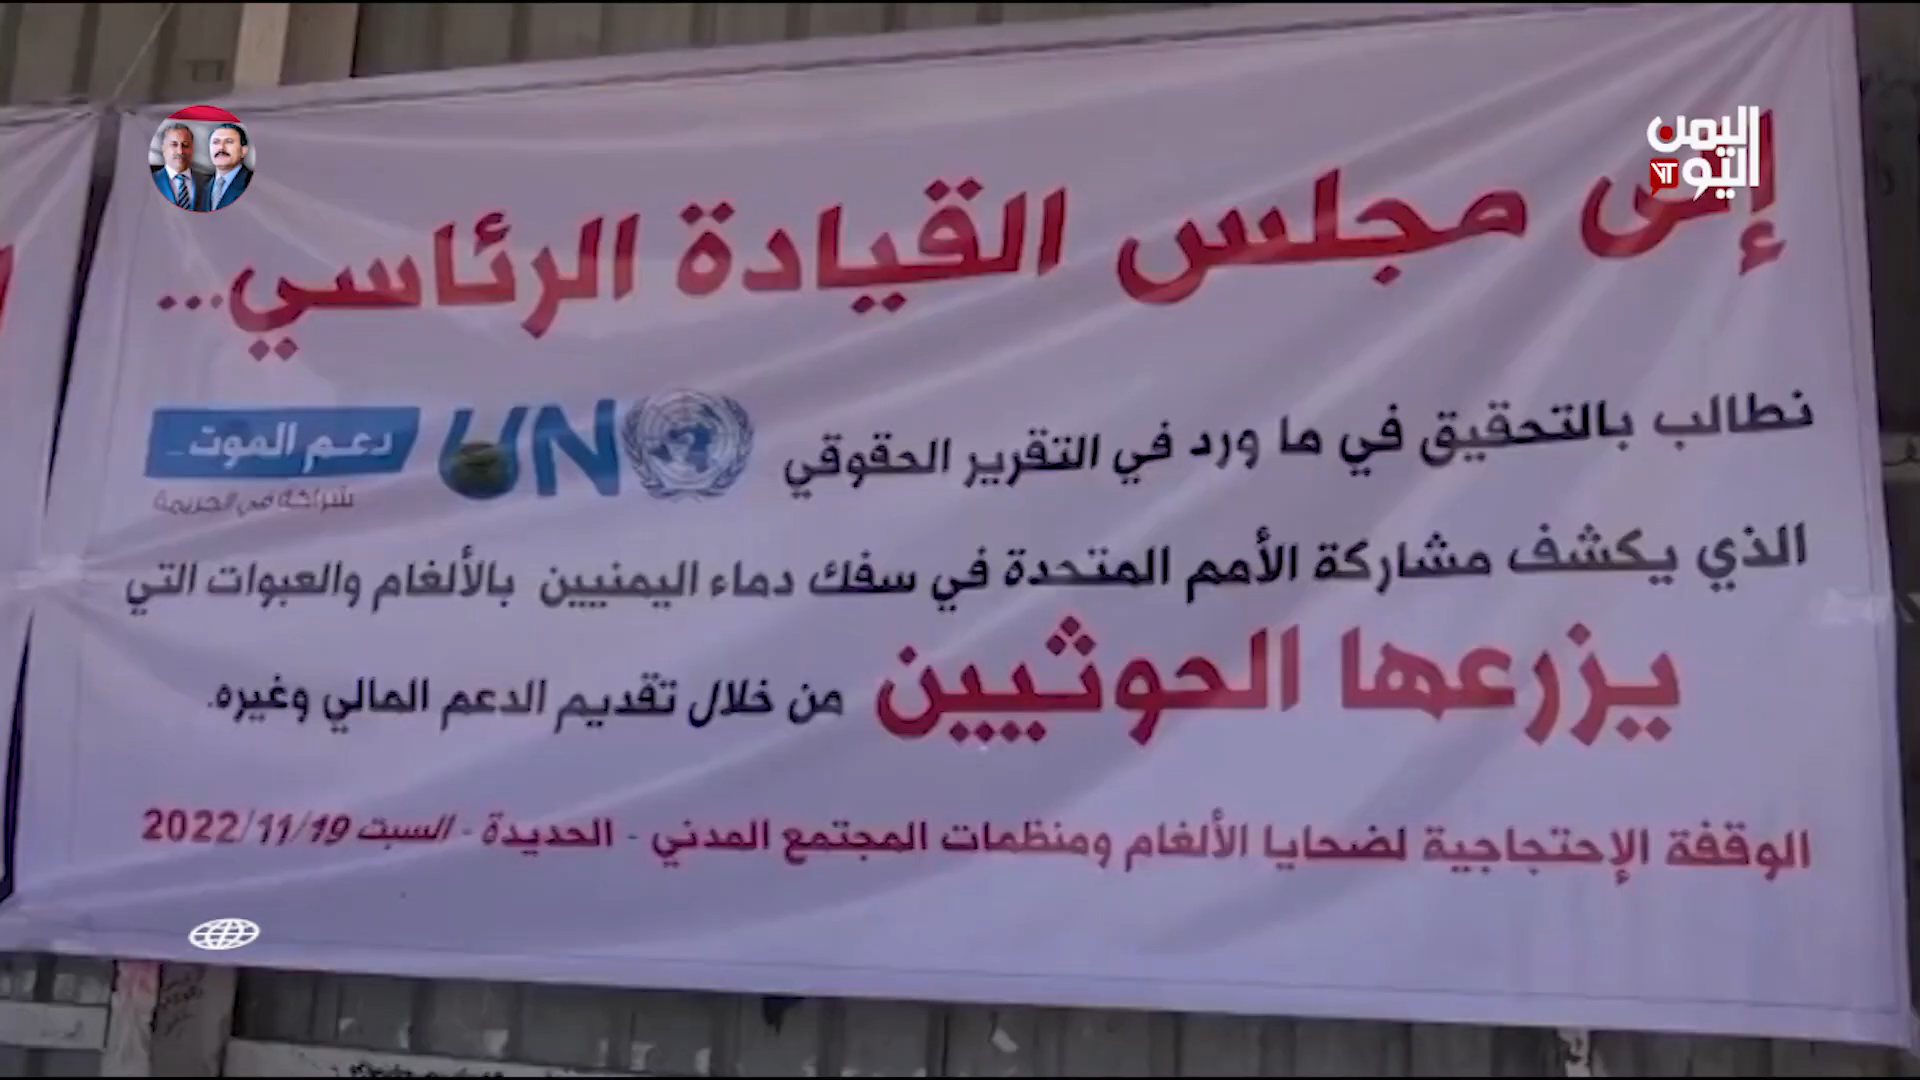 اليمن
اليوم
YT
إلى مجلس القيادة الرئاسي...
نطالب بالتحقيق في ما ورد في التقرير الحقوقي
UN
دعم الموت..
شراكة في الجريمة
الذي يكشف مشاركة الأمم المتحدة في سفك دماء اليمنيين بالألغام والعبوات التي
يزرعها الحوثيين من خلال تقديم الدعم المالي وغيره.
الوقفة الإحتجاجية لضحايا الألغام ومنظمات المجتمع المدني - الحديدة - السبت 2022/11/19